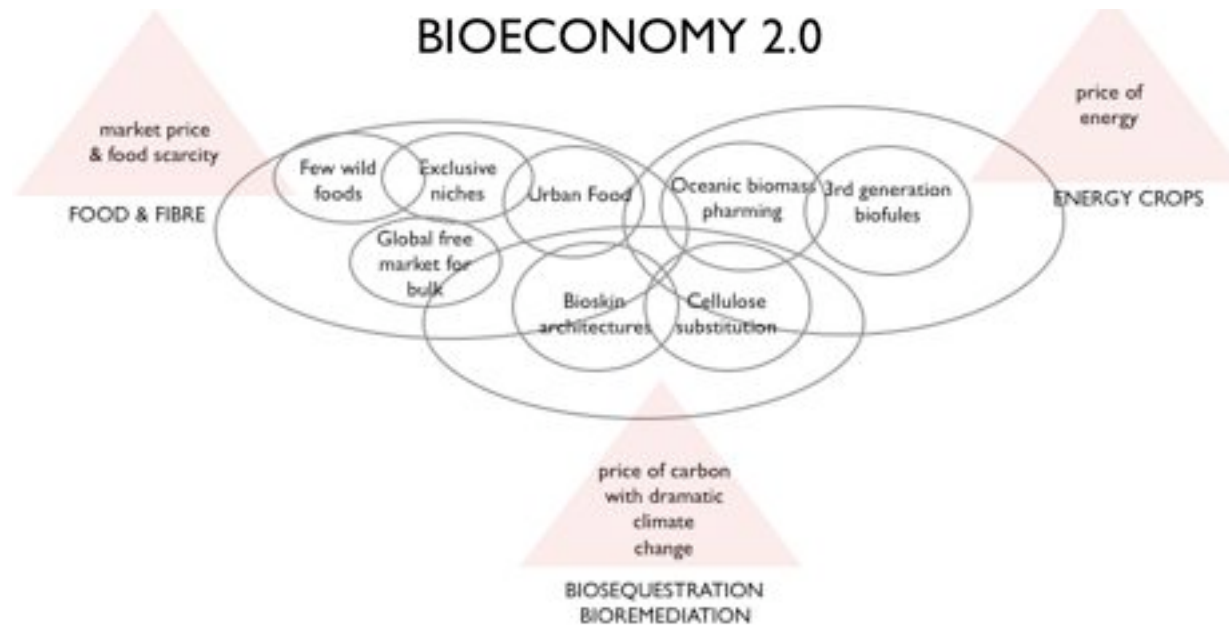 BIOECONOMY 2.0
market price
& food scarcity
FOOD & FIBRE
price of
energy
ENERGY CROPS
Few wild
foods
Exclusive
niches
Urban Food
Oceanic biomass
pharming
3rd generation
biofules
Global free
market for
bulk
Bioskin
architectures
Cellulose
substitution
price of carbon
with dramatic
climate
change
BIOSEQUESTRATION
BIOREMEDIATION